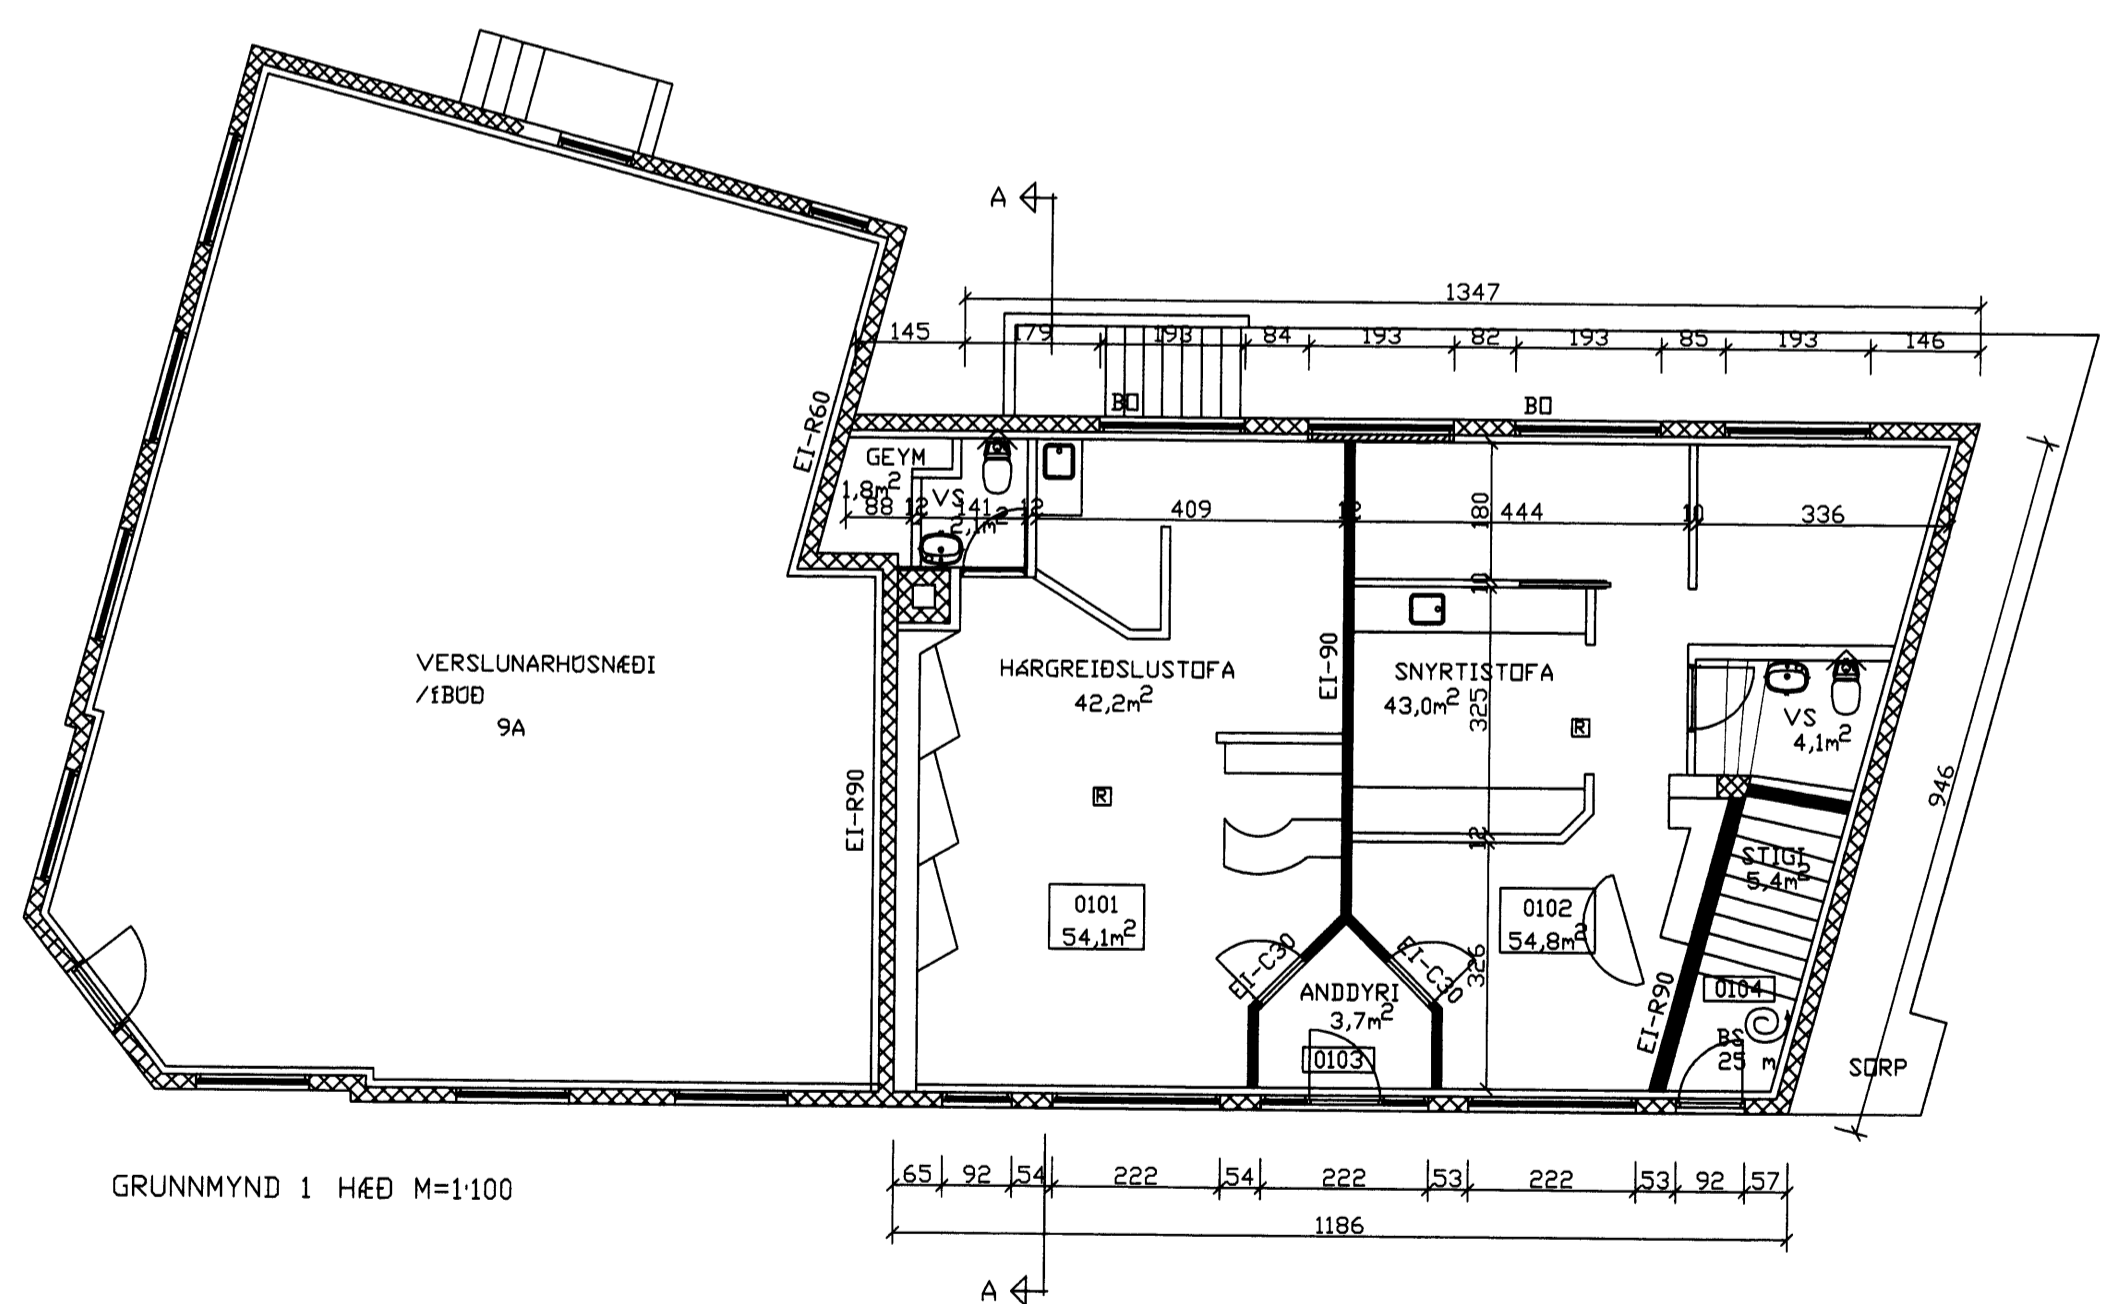 A
1347
145 179 193 84 193 82 193 85 193 146
BO
BO
EI-R60
GEYM
1,8m2
VS
2,1m2
88 12 141 12 409 12 444 10 336
180
10
325
12
326
VERSLUNARHÚSNÆÐI
/ÍBÚÐ
9A
EI-R90
HÁRGREIÐSLUSTOFA
42,2m2
EI-90
SNYRTISTOFA
43,0m2
R
R
VS
4,1m2
946
STIGI
5,4m2
0101
54,1m2
0102
54,8m2
EI-C30
EI-C30
ANDDYRI
3,7m2
0103
EI-R90
0104
BS
25 m
SORP
GRUNNMYND 1 HÆÐ M=1:100
65 92 54 222 54 222 53 222 53 92 57
1186
A